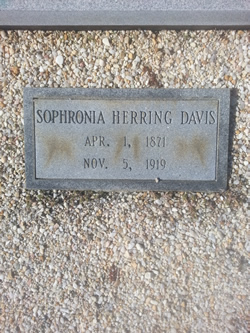 SOPHRONIA HERRING DAVIS
APR. 1, 1871
NOV. 5, 1919